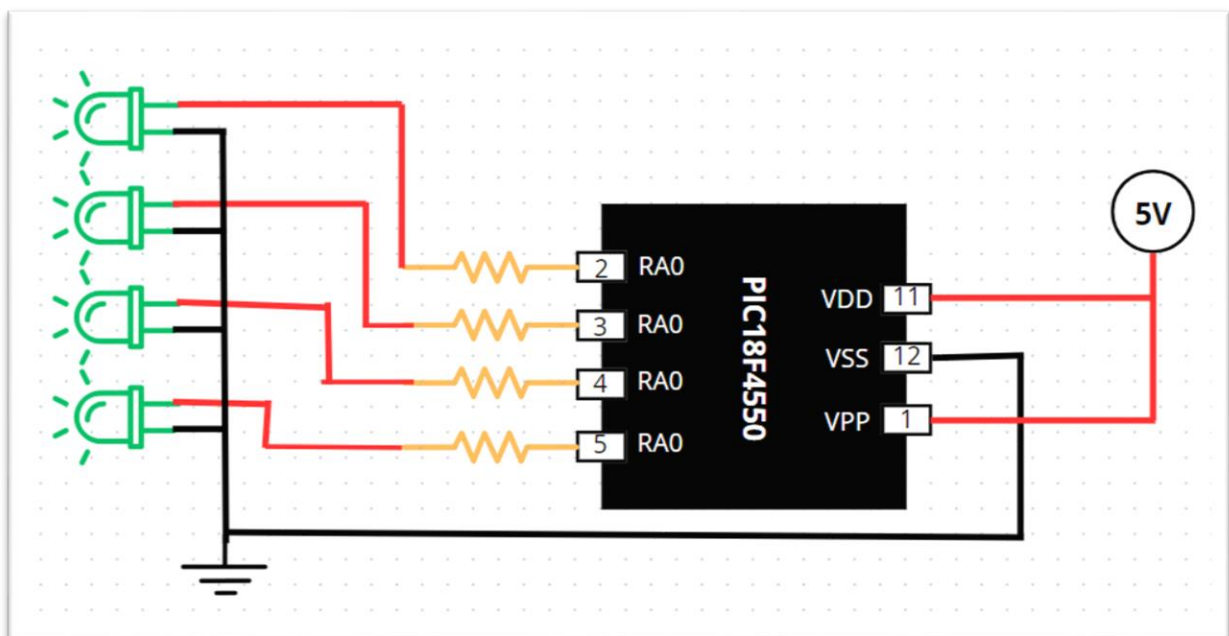 5V
2 RA0
3 RA0
4 RA0
5 RA0
PIC18F4550
VDD 11
VSS 12
VPP 1